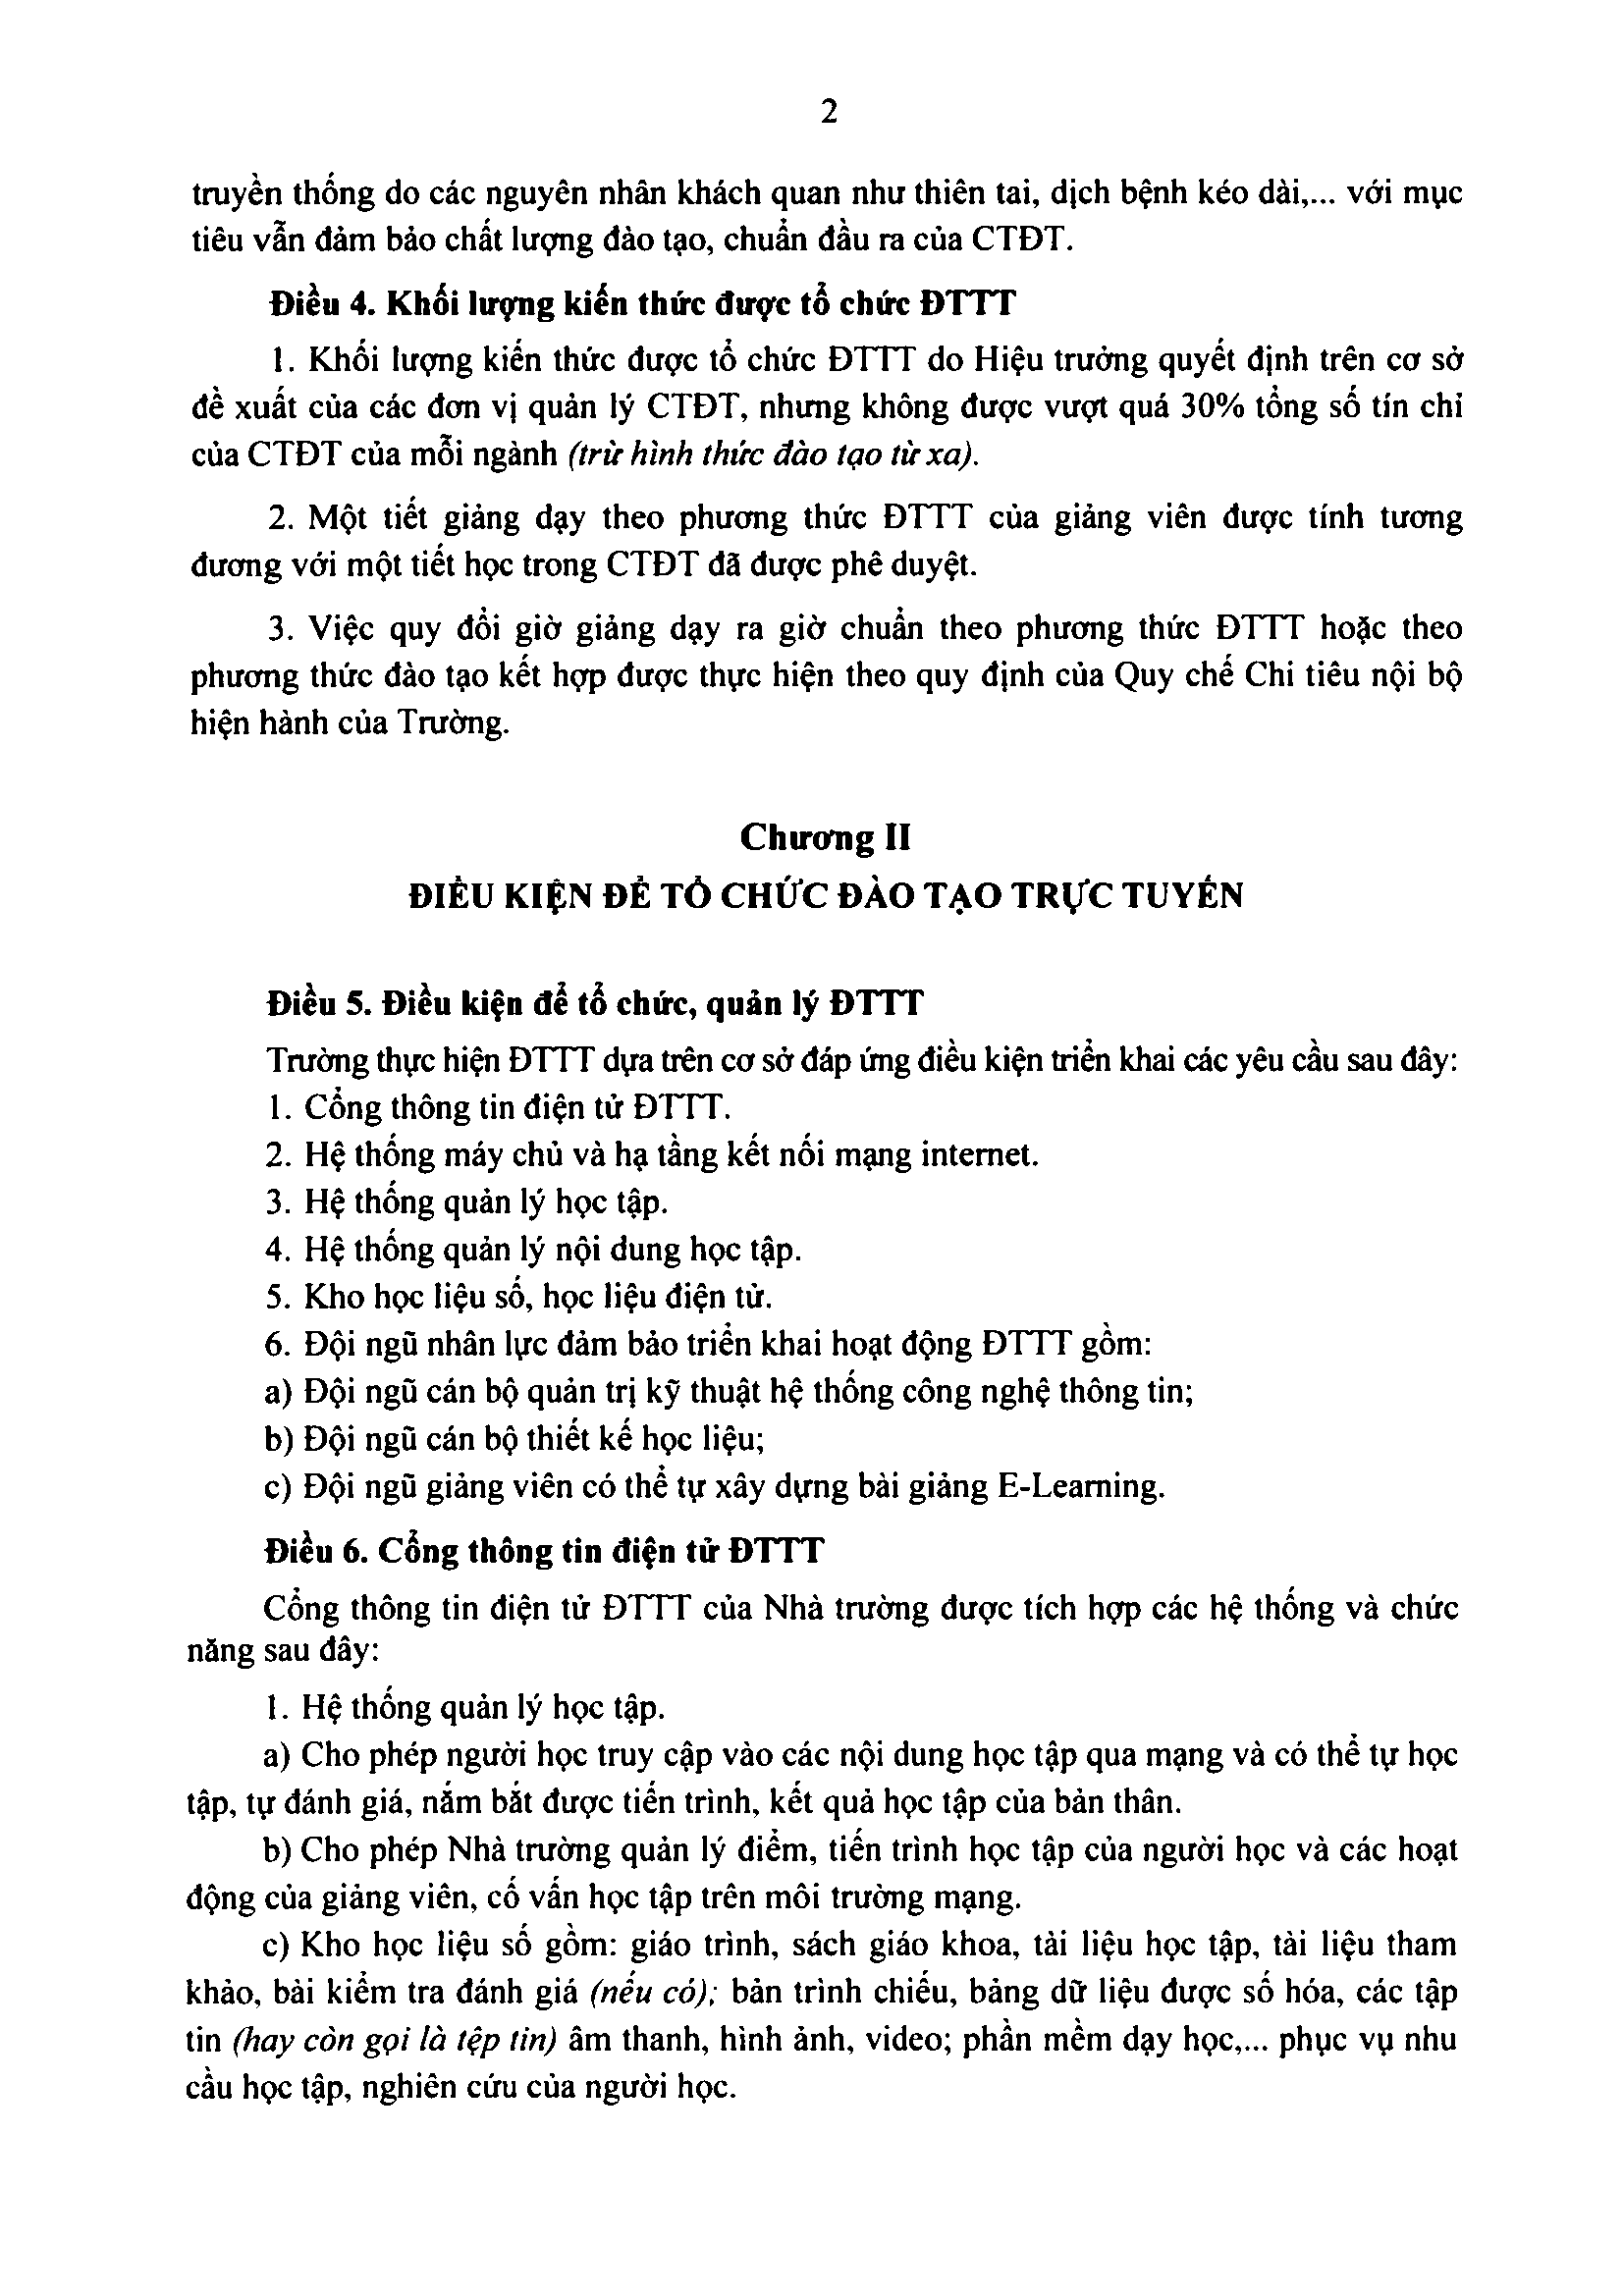 2
truyền thống do các nguyên nhân khách quan như thiên tai, dịch bệnh kéo dài,... với mục
tiêu vẫn đảm bảo chất lượng đào tạo, chuẩn đầu ra của CTĐT.
Điều 4. Khối lượng kiến thức được tổ chức ĐTTT
1. Khối lượng kiến thức được tổ chức ĐTTT do Hiệu trưởng quyết định trên cơ sở
đề xuất của các đơn vị quản lý CTĐT, nhưng không được vượt quá 30% tổng số tín chỉ
của CTĐT của mỗi ngành (trừ hình thức đào tạo từ xa).
2. Một tiết giảng dạy theo phương thức ĐTTT của giảng viên được tính tương
đương với một tiết học trong CTĐT đã được phê duyệt.
3. Việc quy đổi giờ giảng dạy ra giờ chuẩn theo phương thức ĐTTT hoặc theo
phương thức đào tạo kết hợp được thực hiện theo quy định của Quy chế Chi tiêu nội bộ
hiện hành của Trường.
Chương II
ĐIỀU KIỆN ĐỂ TỔ CHỨC ĐÀO TẠO TRỰC TUYẾN
Điều 5. Điều kiện để tổ chức, quản lý ĐTTT
Trường thực hiện ĐTTT dựa trên cơ sở đáp ứng điều kiện triển khai các yêu cầu sau đây:
1. Cổng thông tin điện tử ĐTTT.
2. Hệ thống máy chủ và hạ tầng kết nối mạng internet.
3. Hệ thống quản lý học tập.
4. Hệ thống quản lý nội dung học tập.
5. Kho học liệu số, học liệu điện tử.
6. Đội ngũ nhân lực đảm bảo triển khai hoạt động ĐTTT gồm:
a) Đội ngũ cán bộ quản trị kỹ thuật hệ thống công nghệ thông tin;
b) Đội ngũ cán bộ thiết kế học liệu;
c) Đội ngũ giảng viên có thể tự xây dựng bài giảng E-Learning.
Điều 6. Cổng thông tin điện tử ĐTTT
Cổng thông tin điện tử ĐTTT của Nhà trường được tích hợp các hệ thống và chức
năng sau đây:
1. Hệ thống quản lý học tập.
a) Cho phép người học truy cập vào các nội dung học tập qua mạng và có thể tự học
tập, tự đánh giá, nắm bắt được tiến trình, kết quả học tập của bản thân.
b) Cho phép Nhà trường quản lý điểm, tiến trình học tập của người học và các hoạt
động của giảng viên, cố vấn học tập trên môi trường mạng.
c) Kho học liệu số gồm: giáo trình, sách giáo khoa, tài liệu học tập, tài liệu tham
khảo, bài kiểm tra đánh giá (nếu có); bản trình chiếu, bảng dữ liệu được số hóa, các tập
tin (hay còn gọi là tệp tin) âm thanh, hình ảnh, video; phần mềm dạy học,... phục vụ nhu
cầu học tập, nghiên cứu của người học.